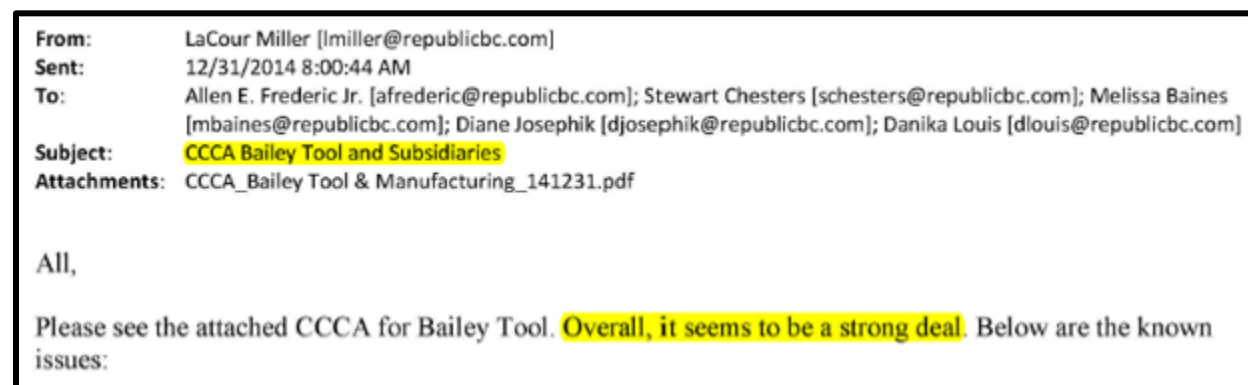 From: LaCour Miller [lmiller@republicbc.com]
Sent: 12/31/2014 8:00:44 AM
To: Allen E. Frederic Jr. [afrederic@republicbc.com]; Stewart Chesters [schesters@republicbc.com]; Melissa Baines
[mbaines@republicbc.com]; Diane Josephik [djosephik@republicbc.com]; Danika Louis [dlouis@republicbc.com]
Subject: CCCA Bailey Tool and Subsidiaries
Attachments: CCCA_Bailey Tool & Manufacturing_141231.pdf
All,
Please see the attached CCCA for Bailey Tool. Overall, it seems to be a strong deal. Below are the known
issues: